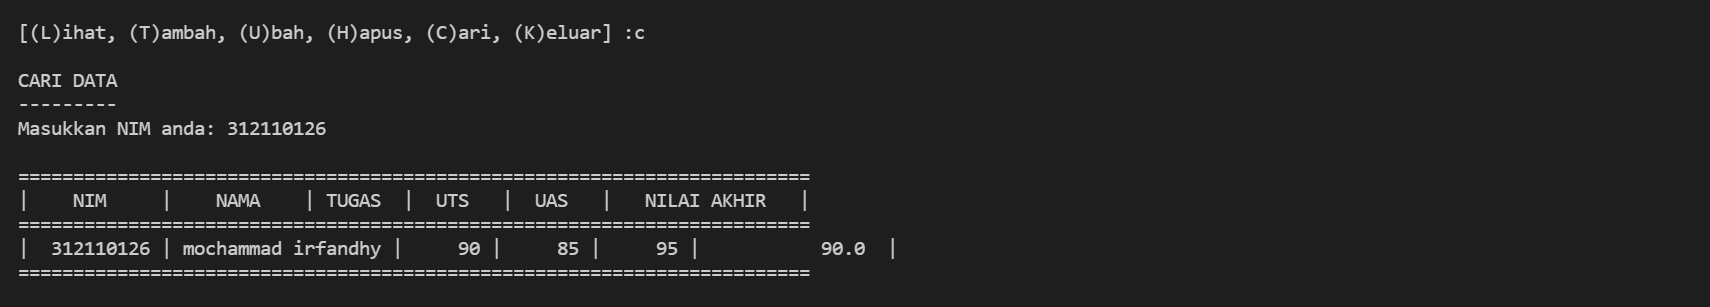 [(L)ihat, (T)ambah, (U)bah, (H)apus, (C)ari, (K)eluar] :c
CARI DATA
---------
Masukkan NIM anda: 312110126
========================================================================
|    NIM     |    NAMA    | TUGAS  |  UTS   |  UAS   |   NILAI AKHIR   |
========================================================================
|  312110126 | mochammad irfandhy |     90 |     85 |     95 |           90.0  |
========================================================================